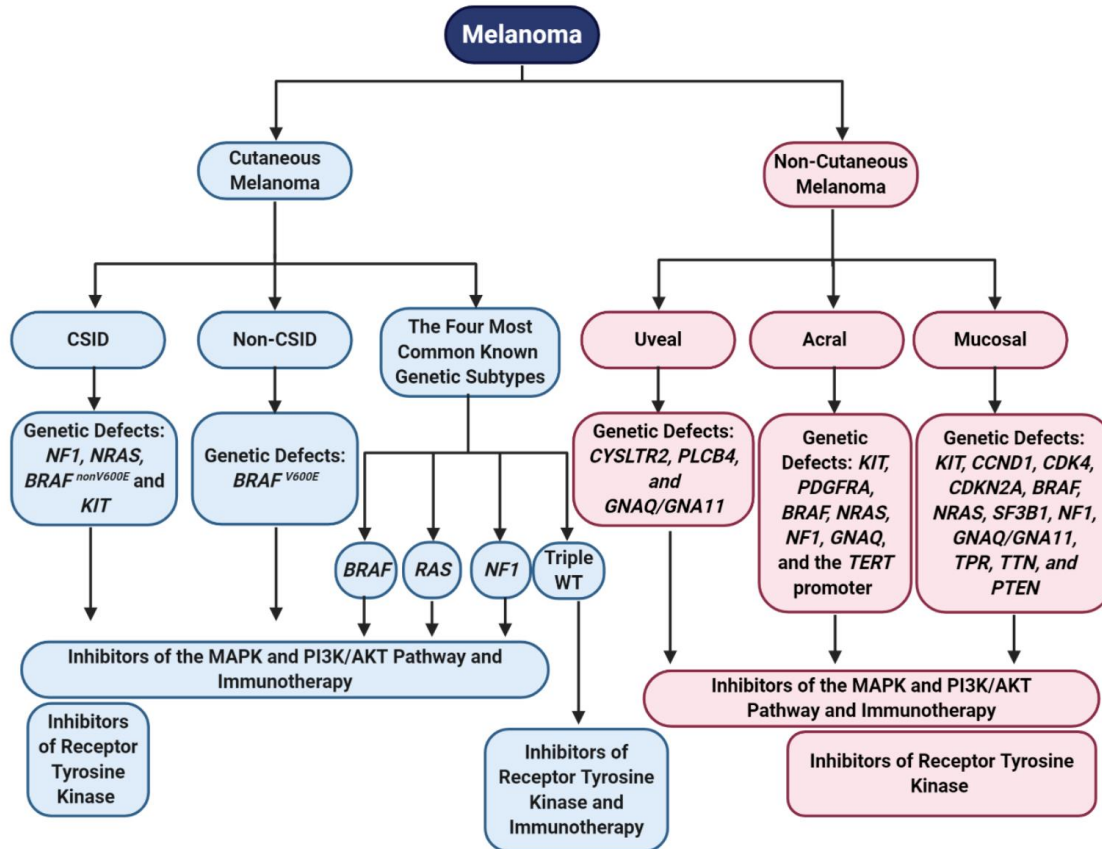 Melanoma
Cutaneous
Melanoma
Non-Cutaneous
Melanoma
CSID
Non-CSID
The Four Most
Common Known
Genetic Subtypes
Uveal
Acral
Mucosal
Genetic Defects:
NF1, NRAS,
BRAF nonV600E and
KIT
Genetic Defects:
BRAF V600E
BRAF
RAS
NF1
Triple
WT
Genetic Defects:
CYSLTR2, PLCB4,
and
GNAQ/GNA11
Genetic
Defects: KIT,
PDGFRA,
BRAF, NRAS,
NF1, GNAQ,
and the TERT
promoter
Genetic Defects:
KIT, CCND1, CDK4,
CDKN2A, BRAF,
NRAS, SF3B1, NF1,
GNAQ/GNA11,
TPR, TTN, and
PTEN
Inhibitors of the MAPK and PI3K/AKT Pathway and
Immunotherapy
Inhibitors
of Receptor
Tyrosine
Kinase
Inhibitors of
Receptor Tyrosine
Kinase and
Immunotherapy
Inhibitors of the MAPK and PI3K/AKT
Pathway and Immunotherapy
Inhibitors of Receptor Tyrosine
Kinase